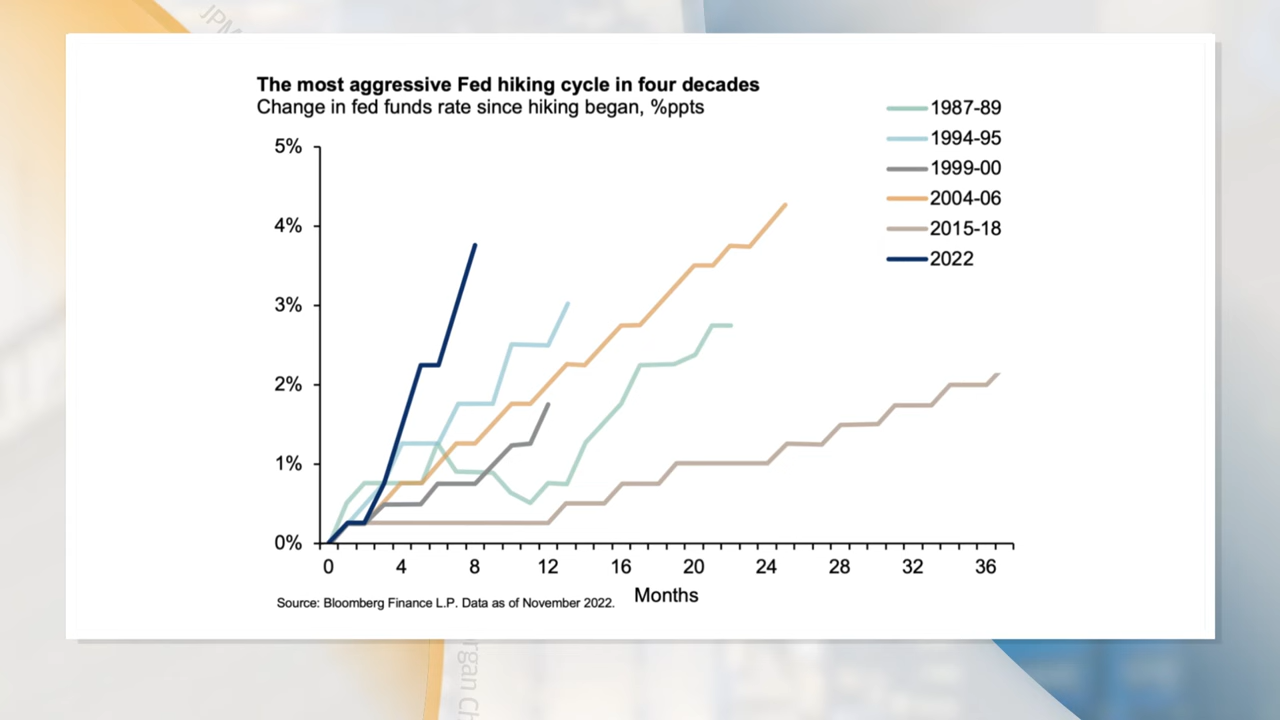 The most aggressive Fed hiking cycle in four decades
Change in fed funds rate since hiking began, %ppts
1987-89
1994-95
1999-00
2004-06
2015-18
2022
5%
4%
3%
2%
1%
0%
0 4 8 12 16 20 24 28 32 36
Months
Source: Bloomberg Finance L.P. Data as of November 2022.